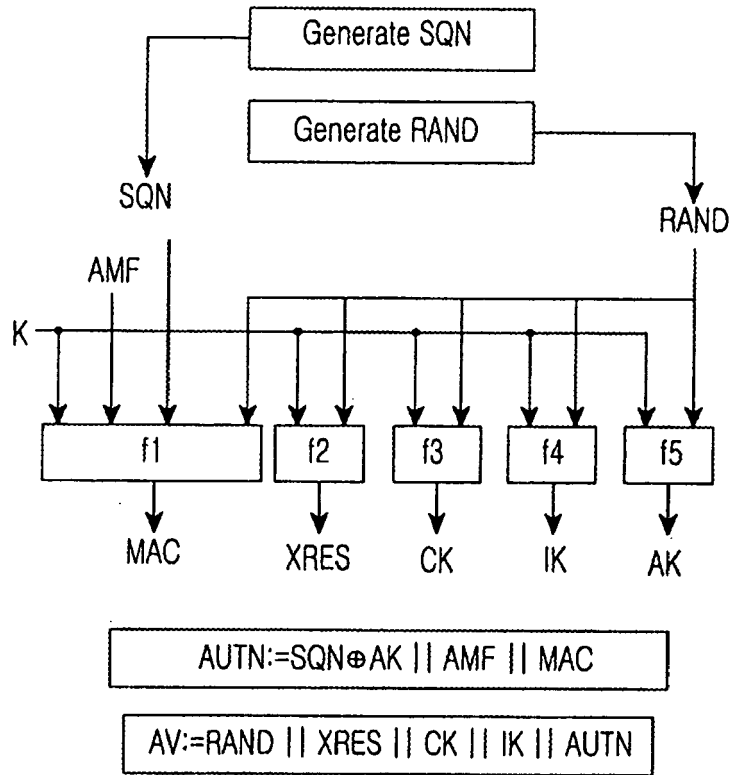 Generate SQN
Generate RAND
SQN
RAND
AMF
K
f1 f2 f3 f4 f5
MAC XRES CK IK AK
AUTN:=SQN⊕AK || AMF || MAC
AV:=RAND || XRES || CK || IK || AUTN